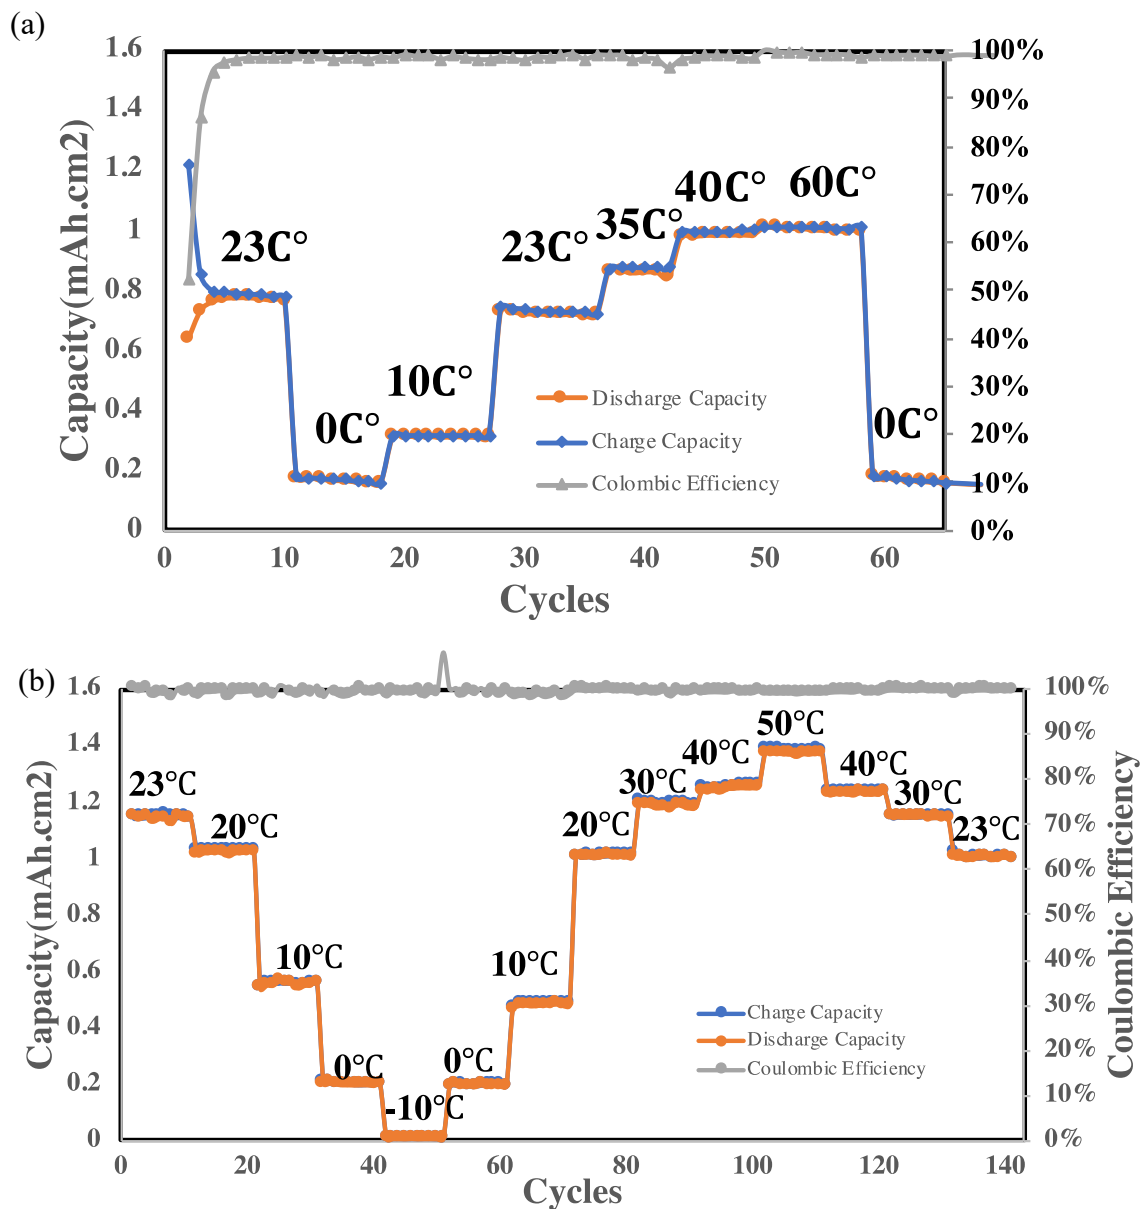 (a)
1.6
1.4
1.2
1
0.8
0.6
0.4
0.2
0
Capacity(mAh.cm2)
100%
90%
80%
70%
60%
50%
40%
30%
20%
10%
0%
23C°
0C°
10C°
23C°
35C°
40C°
60C°
0C°
Discharge Capacity
Charge Capacity
Colombic Efficiency
0 10 20 30 40 50 60
Cycles
(b)
1.6
1.4
1.2
1
0.8
0.6
0.4
0.2
0
Capacity(mAh.cm2)
100%
90%
80%
70%
60%
50%
40%
30%
20%
10%
0%
Coulombic Efficiency
23°C
20°C
10°C
0°C
-10°C
0°C
10°C
20°C
30°C
40°C
50°C
40°C
30°C
23°C
Charge Capacity
Discharge Capacity
Coulombic Efficiency
0 20 40 60 80 100 120 140
Cycles